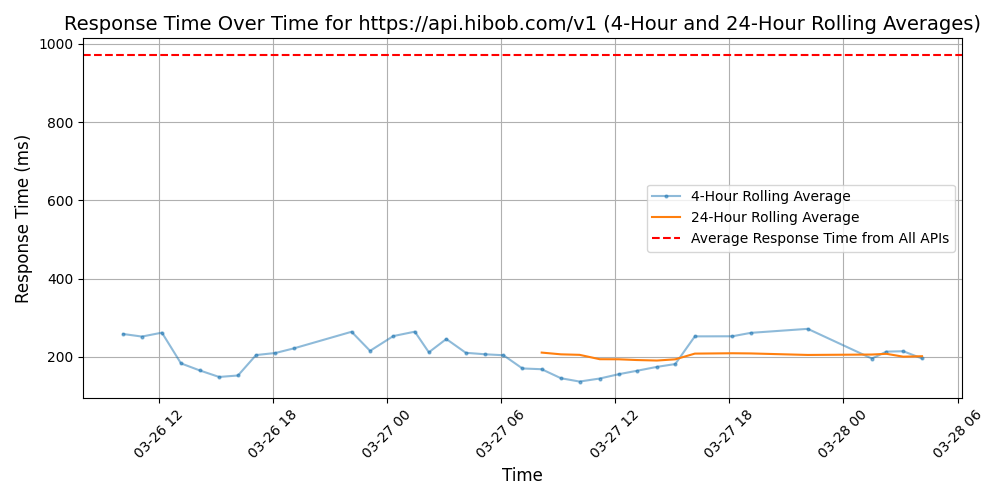 Response Time Over Time for https://api.hibob.com/v1 (4-Hour and 24-Hour Rolling Averages)
Response Time (ms)
1000
800
600
400
200
4-Hour Rolling Average
24-Hour Rolling Average
Average Response Time from All APIs
03-26 12
03-26 18
03-27 00
03-27 06
03-27 12
03-27 18
03-28 00
03-28 06
Time